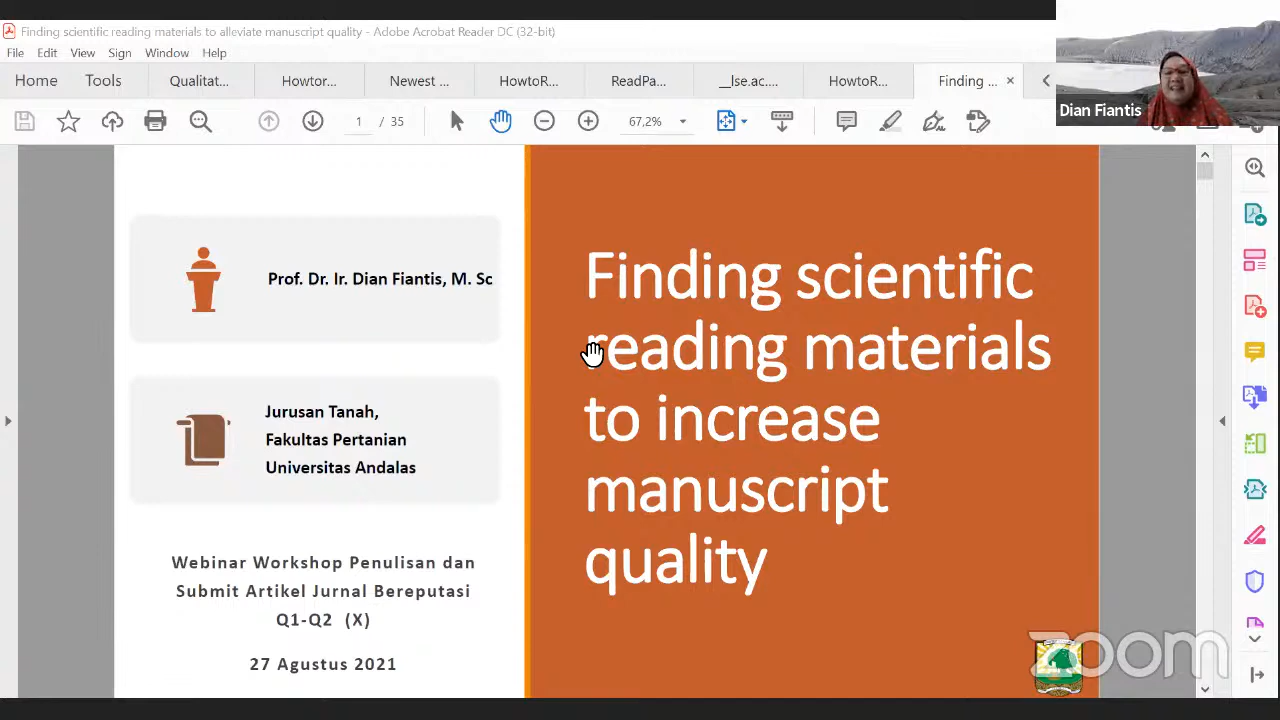 Finding scientific reading materials to alleviate manuscript quality - Adobe Acrobat Reader DC (32-bit)
File Edit View Sign Window Help
Home Tools Qualitat... Howtor... Newest ... HowtoR... ReadPa... __lse.ac.... HowtoR... Finding ...
1 / 35 67,2%
Dian Fiantis
Prof. Dr. Ir. Dian Fiantis, M. Sc
Jurusan Tanah,
Fakultas Pertanian
Universitas Andalas
Webinar Workshop Penulisan dan
Submit Artikel Jurnal Bereputasi
Q1-Q2 (X)
27 Agustus 2021
Finding scientific
reading materials
to increase
manuscript
quality
zoom